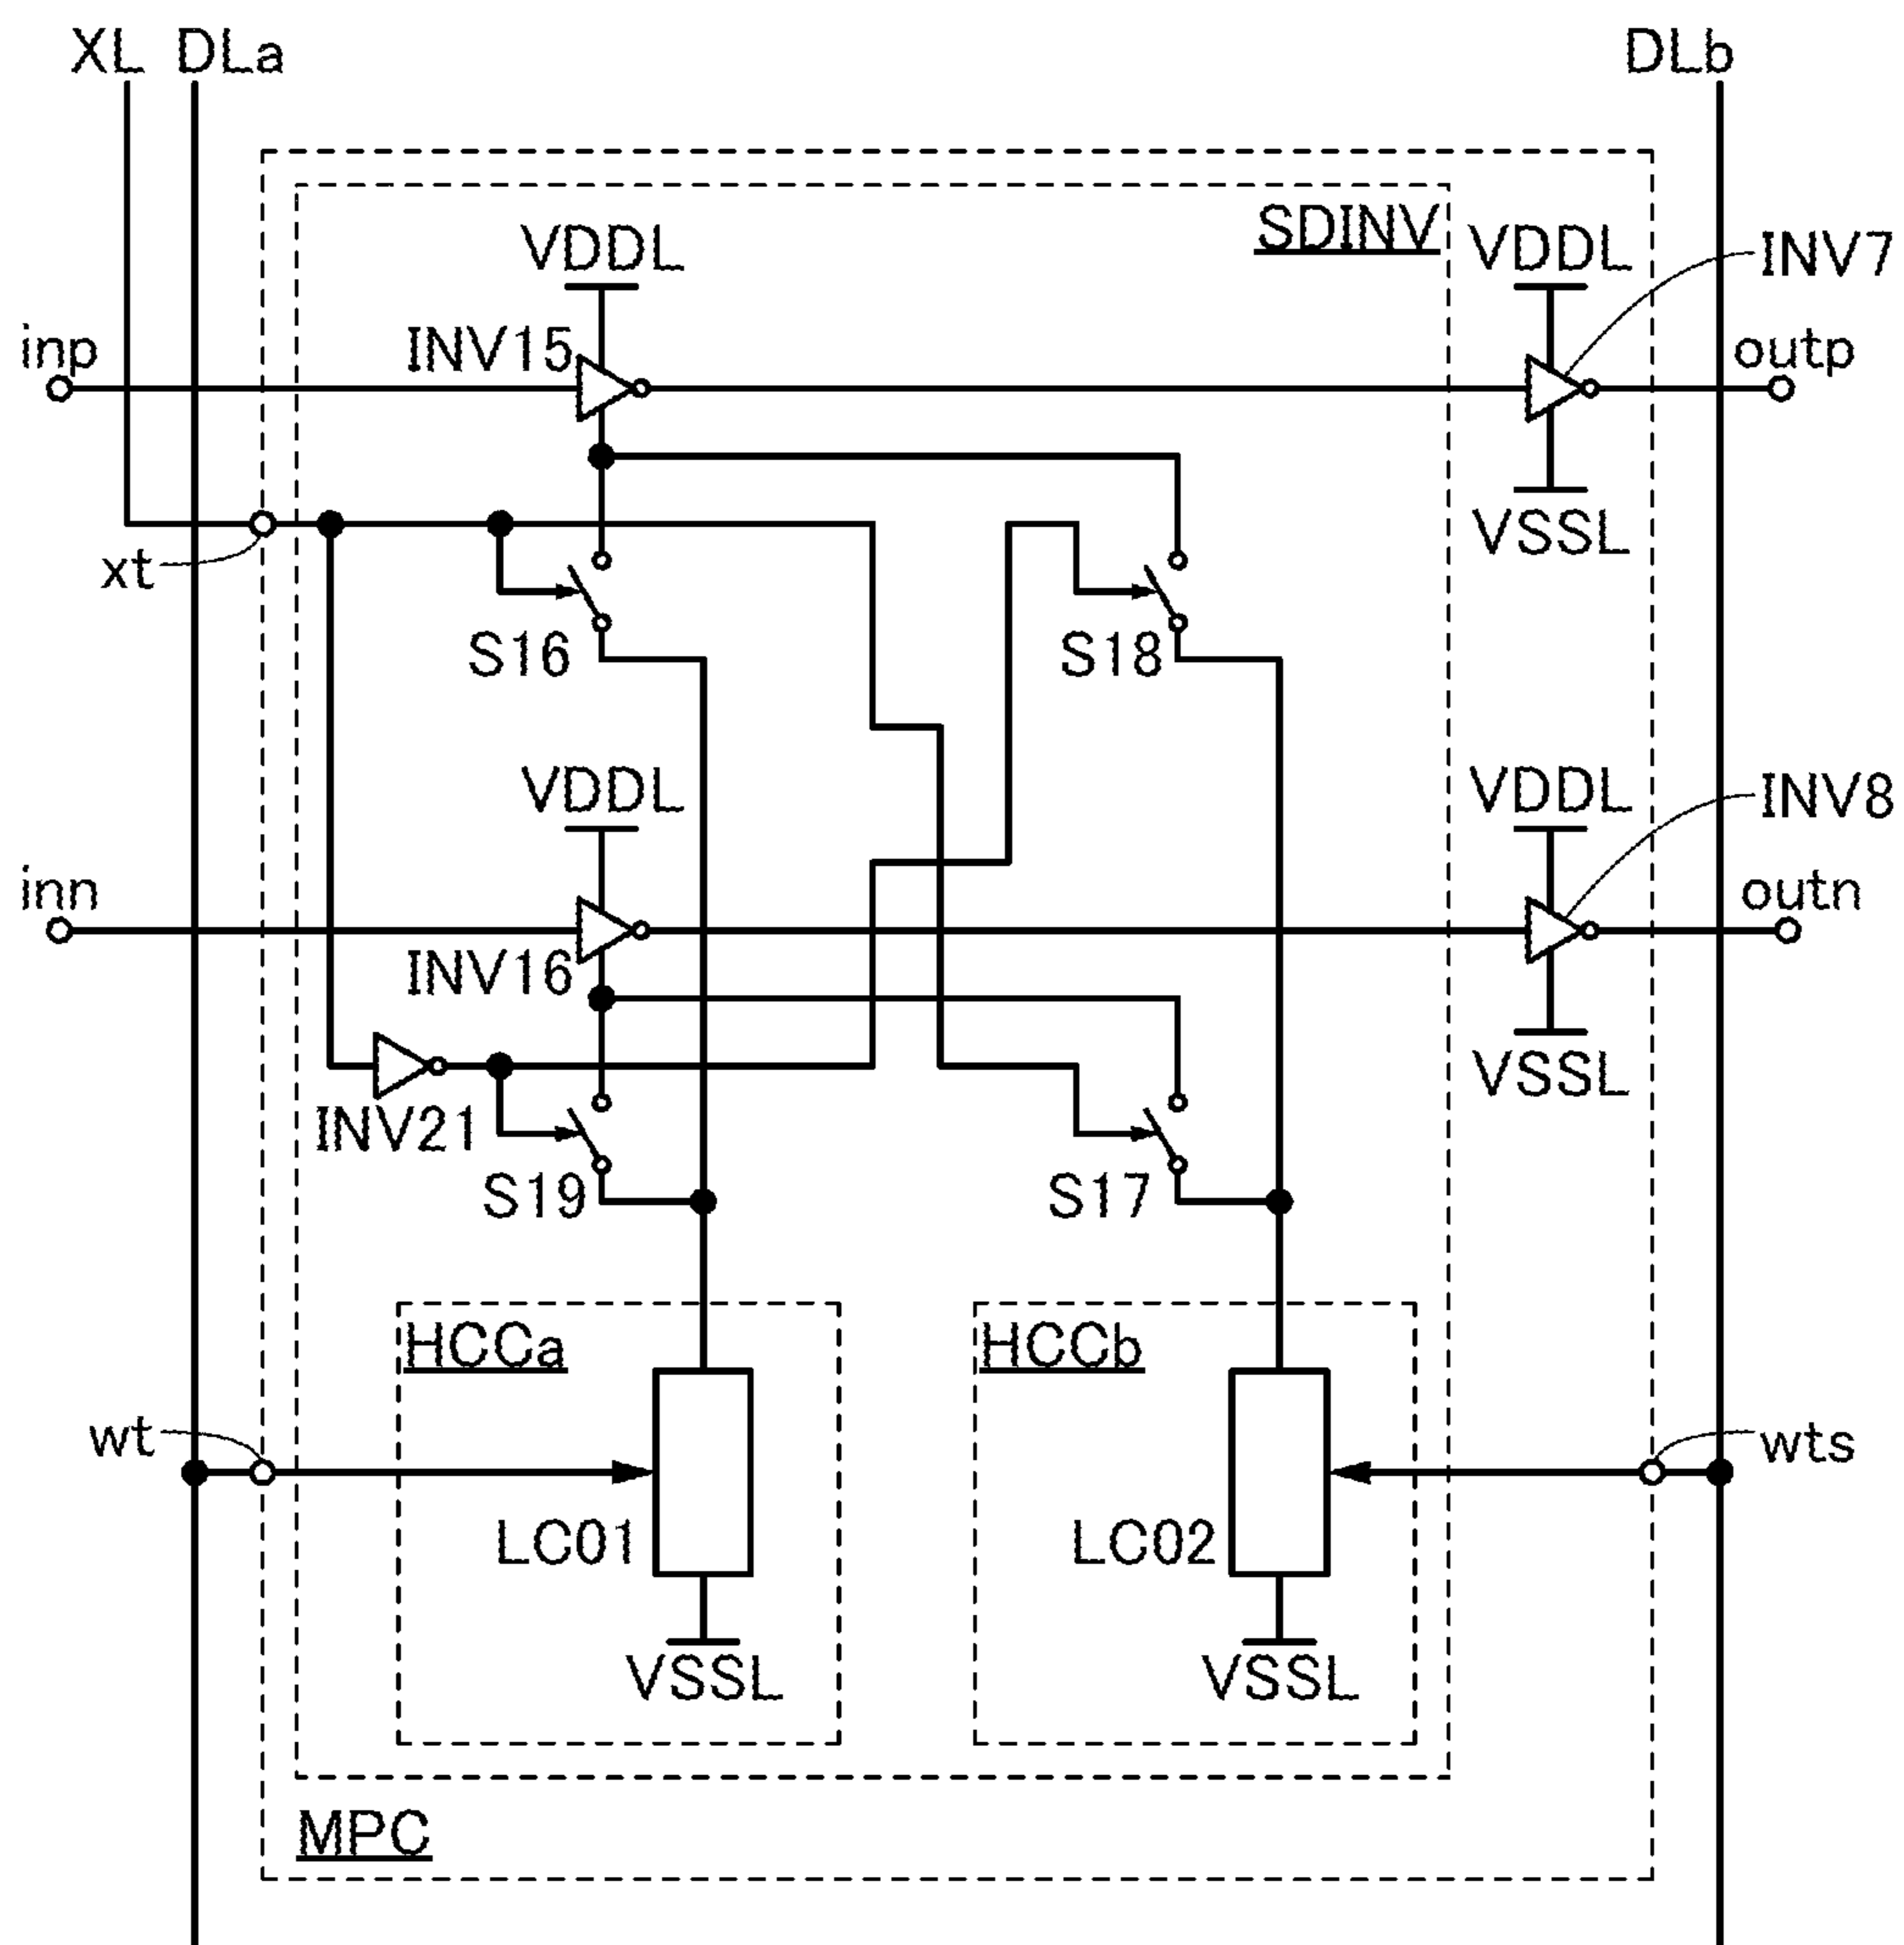 XL DLa DLb
SDINV
VDDL VDDL INV7
inp INV15 outp
xt VSSL
S16 S18
VDDL VDDL INV8
inn outn
INV16
VSSL
INV21
S19 S17
HCCa HCCb
wt wts
LC01 LC02
VSSL VSSL
MPC